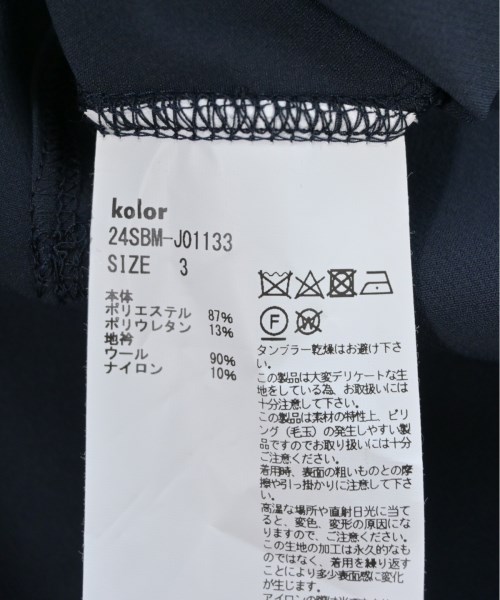 kolor
24SBM-J01133
SIZE 3
本体
ポリエステル 87%
ポリウレタン 13%
地衿
ウール 90%
ナイロン 10%
F
W
タンブラー乾燥はお避け下さ
い。
この製品は大変デリケートな生
地をしている為、お取扱いには
十分注意して下さい。
この製品は素材の特性上、ピリ
ング(毛玉)の発生しやすい製
品ですのでお取り扱いには十分
ご注意ください。
着用時、表面の粗いものとの摩
擦や引っ掛かりに注意して下さ
い。
高温な場所や直射日光に当て
ると、変色、変形の原因にな
りますので、ご注意下さい。
この生地の加工は永久的なも
のではなく、着用を繰り返す
ことにより多少表面感に変化
が生じます。